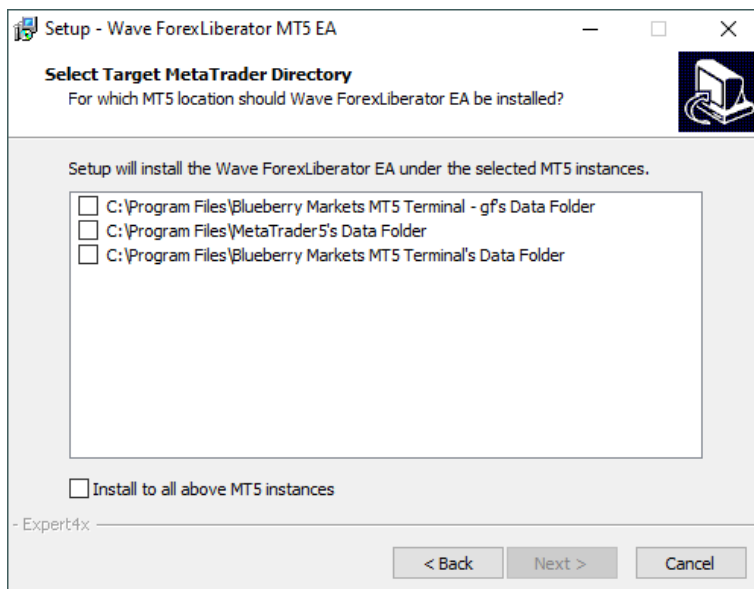 Setup - Wave ForexLiberator MT5 EA
Select Target MetaTrader Directory
For which MT5 location should Wave ForexLiberator EA be installed?
Setup will install the Wave ForexLiberator EA under the selected MT5 instances.
C:\Program Files\Blueberry Markets MT5 Terminal - gf's Data Folder
C:\Program Files\MetaTrader5's Data Folder
C:\Program Files\Blueberry Markets MT5 Terminal's Data Folder
Install to all above MT5 instances
- Expert4x
< Back Next > Cancel